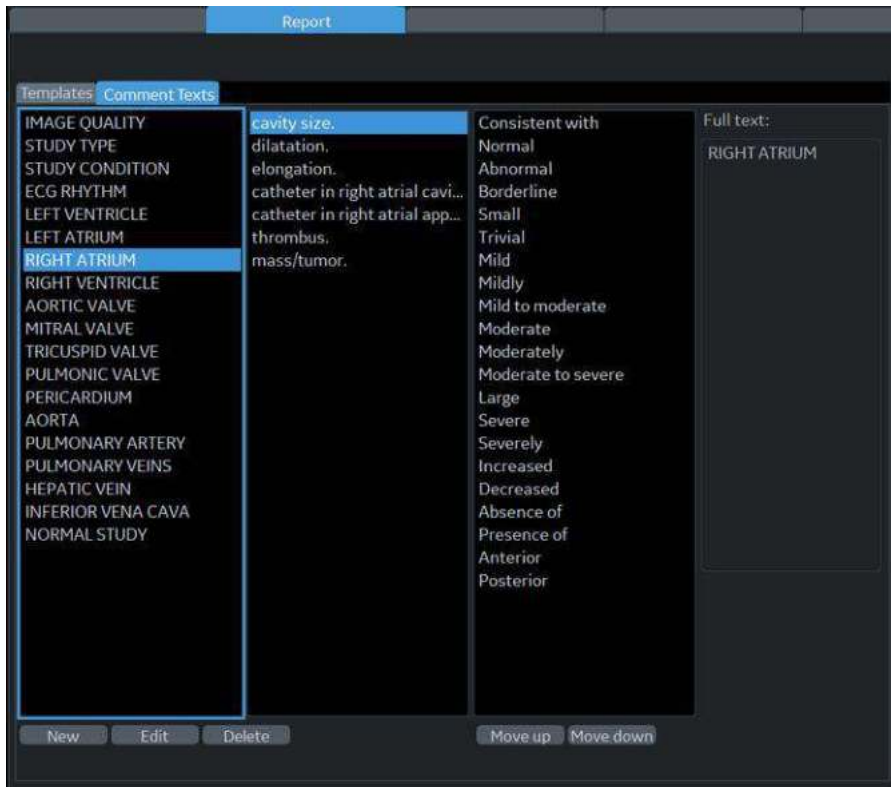 Report
Templates Comment Texts
IMAGE QUALITY
STUDY TYPE
STUDY CONDITION
ECG RHYTHM
LEFT VENTRICLE
LEFT ATRIUM
RIGHT ATRIUM
RIGHT VENTRICLE
AORTIC VALVE
MITRAL VALVE
TRICUSPID VALVE
PULMONIC VALVE
PERICARDIUM
AORTA
PULMONARY ARTERY
PULMONARY VEINS
HEPATIC VEIN
INFERIOR VENA CAVA
NORMAL STUDY
cavity size.
dilatation.
elongation.
catheter in right atrial cavi...
catheter in right atrial app...
thrombus.
mass/tumor.
Consistent with
Normal
Abnormal
Borderline
Small
Trivial
Mild
Mildly
Mild to moderate
Moderate
Moderately
Moderate to severe
Large
Severe
Severely
Increased
Decreased
Absence of
Presence of
Anterior
Posterior
Full text:
RIGHT ATRIUM
New Edit Delete Move up Move down